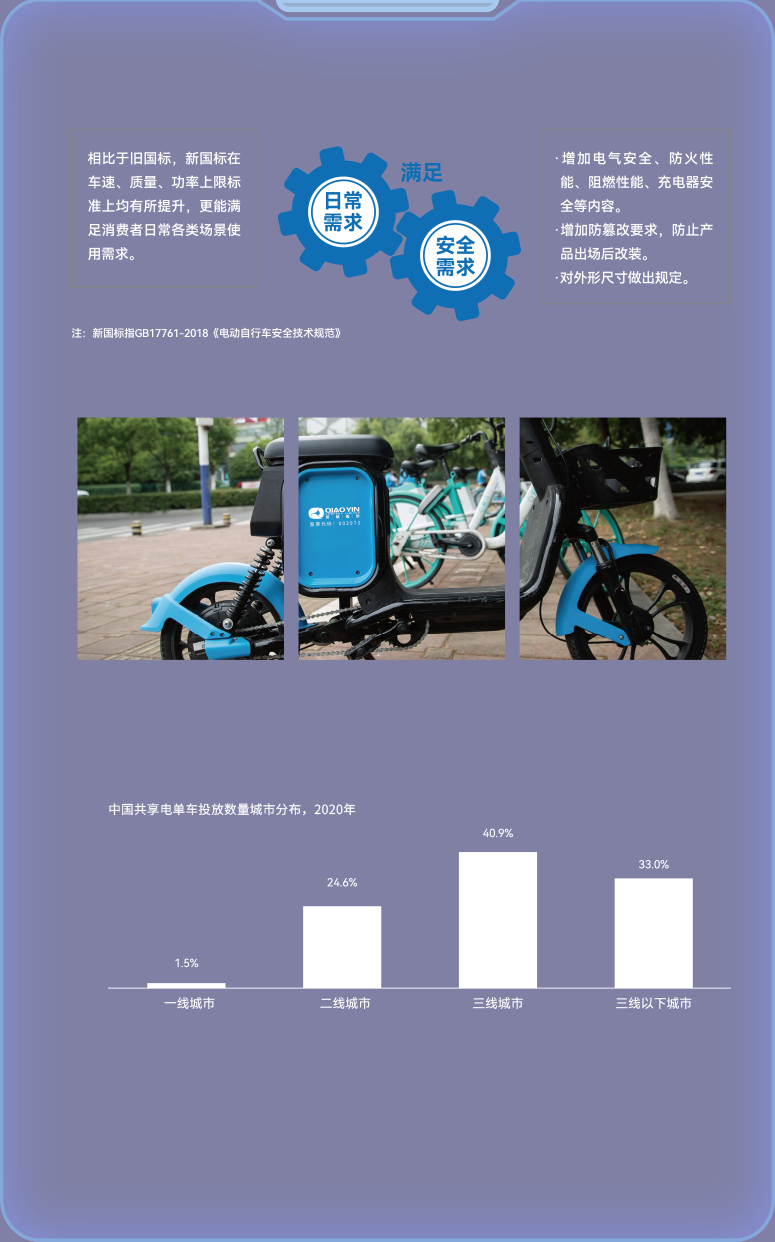 相比于旧国标，新国标在
车速、质量、功率上限标
准上均有所提升，更能满
足消费者日常各类场景使
用需求。
满足
日常
需求
安全
需求
·增加电气安全、防火性
能、阻燃性能、充电器安
全等内容。
·增加防篡改要求，防止产
品出场后改装。
·对外形尺寸做出规定。
注：新国标指GB17761-2018《电动自行车安全技术规范》
QIAO YIN
中国共享电单车投放数量城市分布，2020年
1.5%
24.6%
40.9%
33.0%
一线城市
二线城市
三线城市
三线以下城市